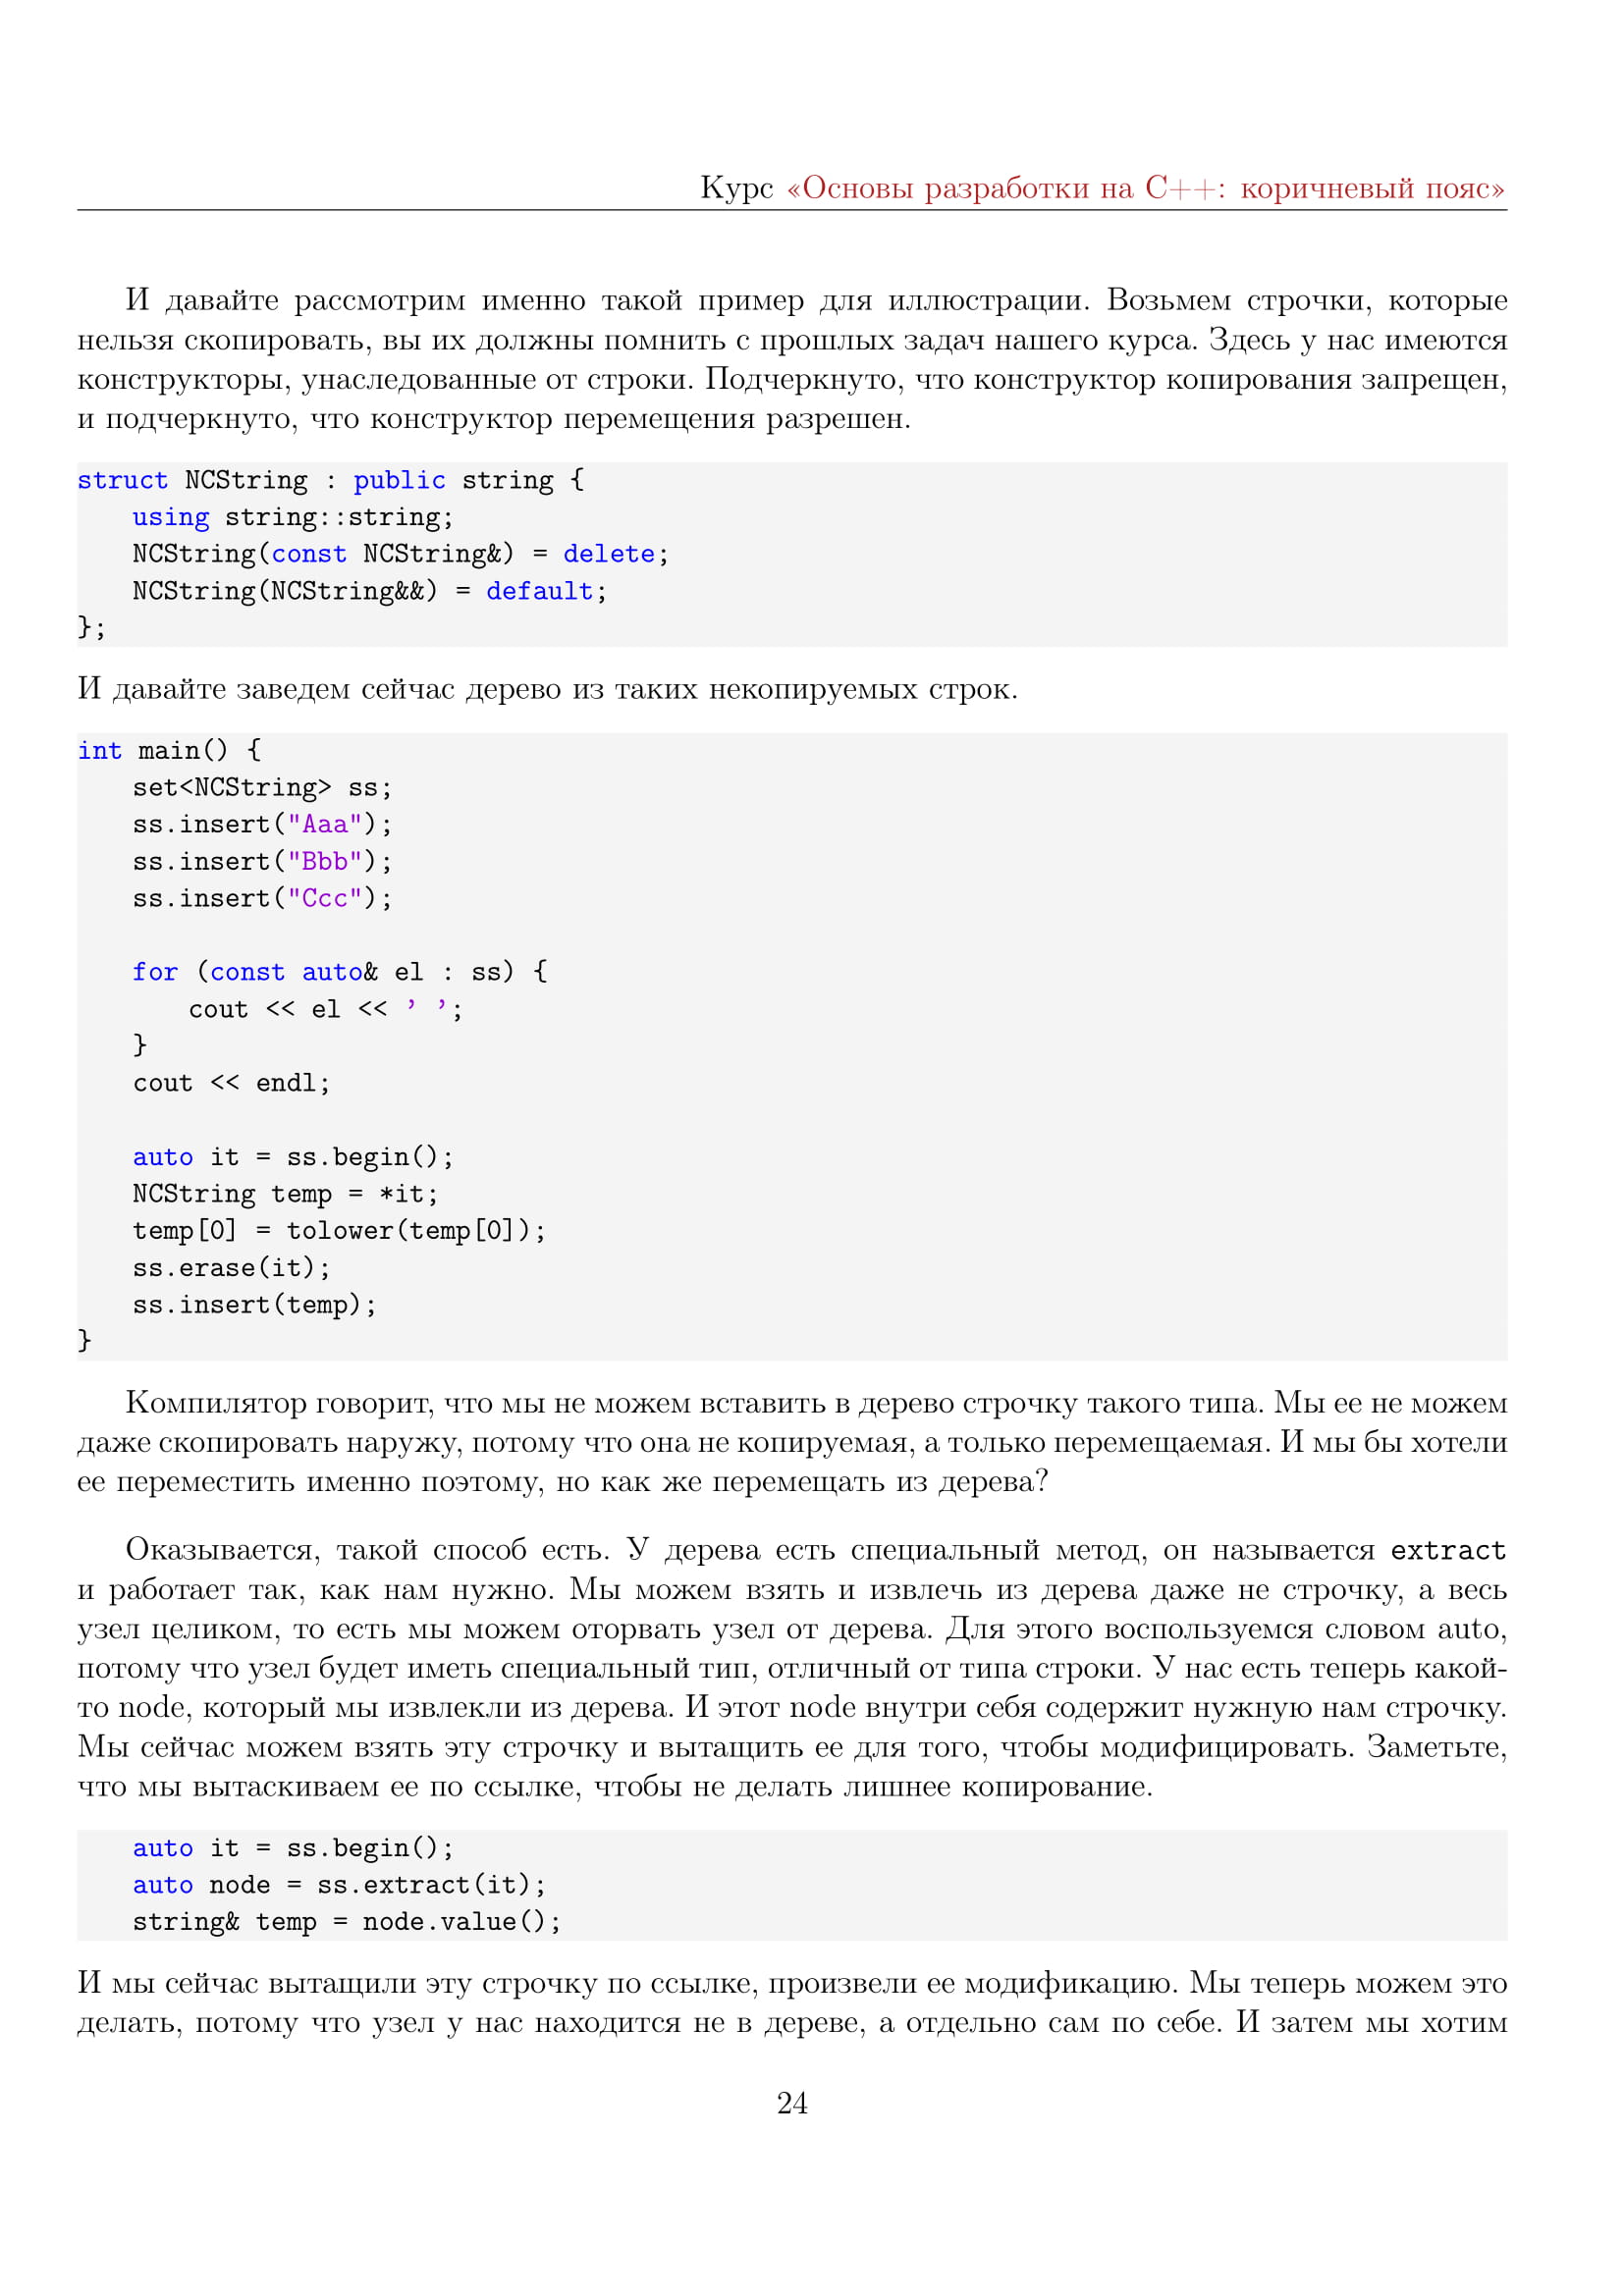 Курс «Основы разработки на C++: коричневый пояс»
И давайте рассмотрим именно такой пример для иллюстрации. Возьмем строчки, которые
нельзя скопировать, вы их должны помнить с прошлых задач нашего курса. Здесь у нас имеются
конструкторы, унаследованные от строки. Подчеркнуто, что конструктор копирования запрещен,
и подчеркнуто, что конструктор перемещения разрешен.
struct NCString : public string {
    using string::string;
    NCString(const NCString&) = delete;
    NCString(NCString&&) = default;
};
И давайте заведем сейчас дерево из таких некопируемых строк.
int main() {
    set<NCString> ss;
    ss.insert("Aaa");
    ss.insert("Bbb");
    ss.insert("Ccc");

    for (const auto& el : ss) {
        cout << el << ' ';
    }
    cout << endl;

    auto it = ss.begin();
    NCString temp = *it;
    temp[0] = tolower(temp[0]);
    ss.erase(it);
    ss.insert(temp);
}
Компилятор говорит, что мы не можем вставить в дерево строчку такого типа. Мы ее не можем
даже скопировать наружу, потому что она не копируемая, а только перемещаемая. И мы бы хотели
ее переместить именно поэтому, но как же перемещать из дерева?
Оказывается, такой способ есть. У дерева есть специальный метод, он называется extract
и работает так, как нам нужно. Мы можем взять и извлечь из дерева даже не строчку, а весь
узел целиком, то есть мы можем оторвать узел от дерева. Для этого воспользуемся словом auto,
потому что узел будет иметь специальный тип, отличный от типа строки. У нас есть теперь какой-
то node, который мы извлекли из дерева. И этот node внутри себя содержит нужную нам строчку.
Мы сейчас можем взять эту строчку и вытащить ее для того, чтобы модифицировать. Заметьте,
что мы вытаскиваем ее по ссылке, чтобы не делать лишнее копирование.
    auto it = ss.begin();
    auto node = ss.extract(it);
    string& temp = node.value();
И мы сейчас вытащили эту строчку по ссылке, произвели ее модификацию. Мы теперь можем это
делать, потому что узел у нас находится не в дереве, а отдельно сам по себе. И затем мы хотим
24